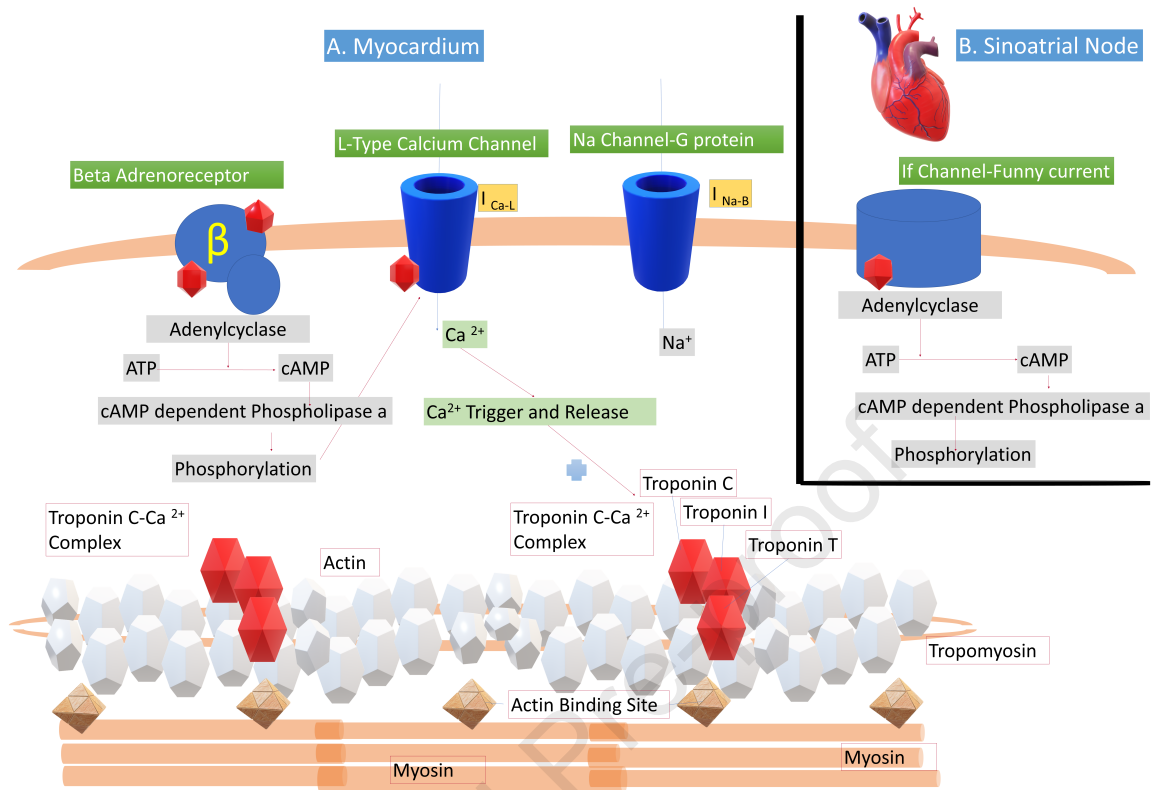 A. Myocardium
B. Sinoatrial Node
L-Type Calcium Channel
Na Channel-G protein
Beta Adrenoreceptor
If Channel-Funny current
I Ca-L
I Na-B
β
Adenylcyclase
ATP
cAMP
cAMP dependent Phospholipase a
Phosphorylation
Ca 2+
Na+
Ca2+ Trigger and Release
Adenylcyclase
ATP
cAMP
cAMP dependent Phospholipase a
Phosphorylation
Troponin C-Ca 2+
Complex
Actin
Troponin C-Ca 2+
Complex
Troponin C
Troponin I
Troponin T
Tropomyosin
Actin Binding Site
Myosin
Myosin
Pre-proof